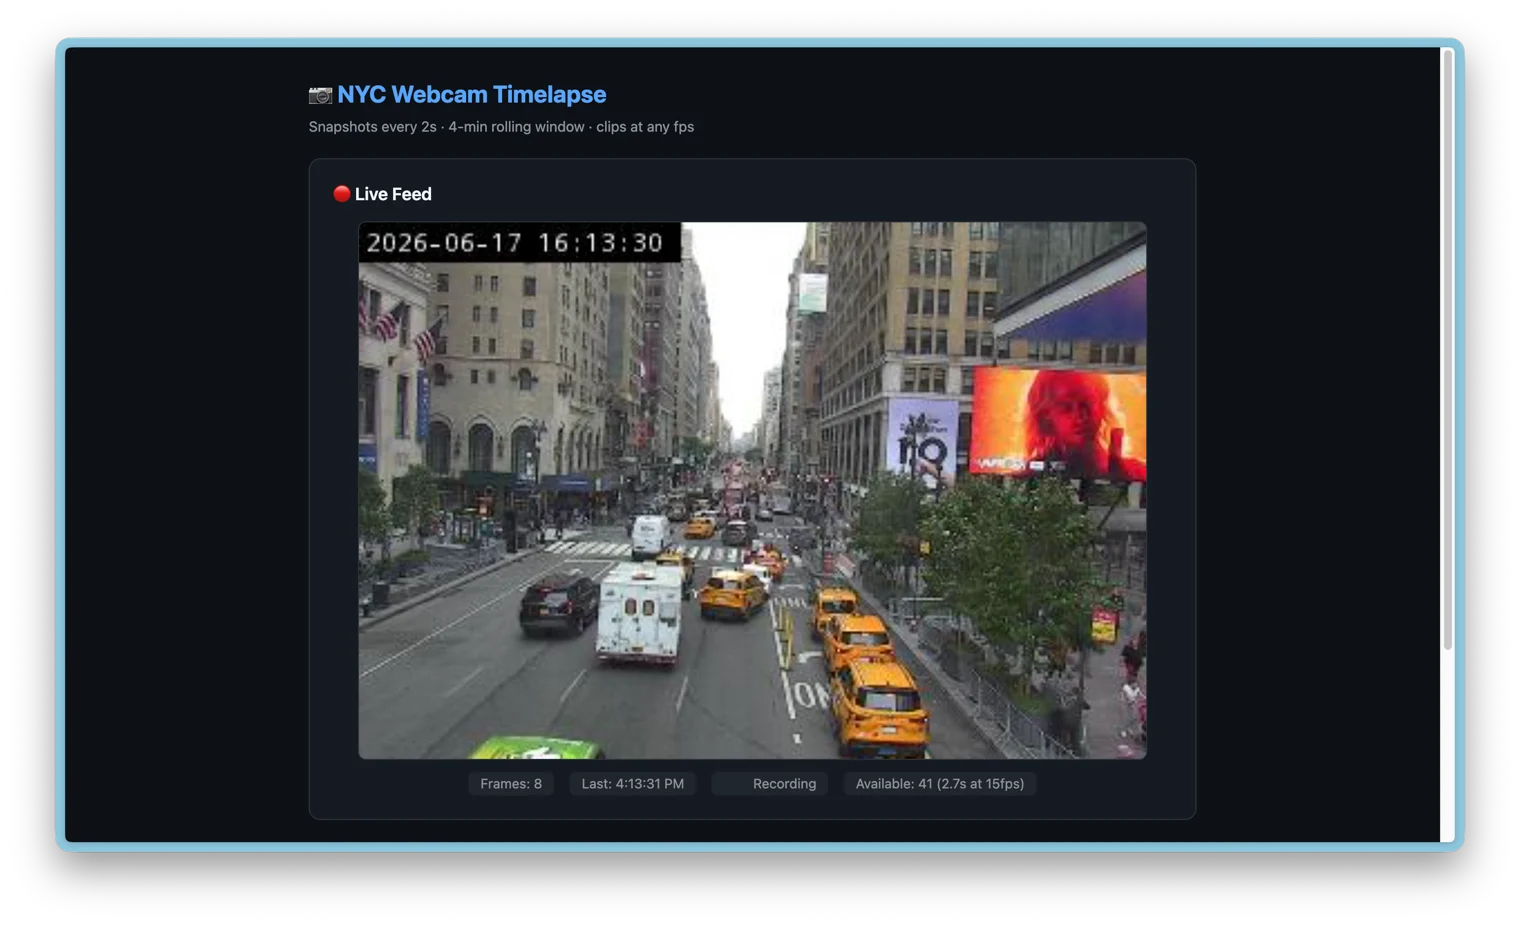 NYC Webcam Timelapse
Snapshots every 2s · 4-min rolling window · clips at any fps
Live Feed
2026-06-17 16:13:30
ON
Frames: 8
Last: 4:13:31 PM
Recording
Available: 41 (2.7s at 15fps)